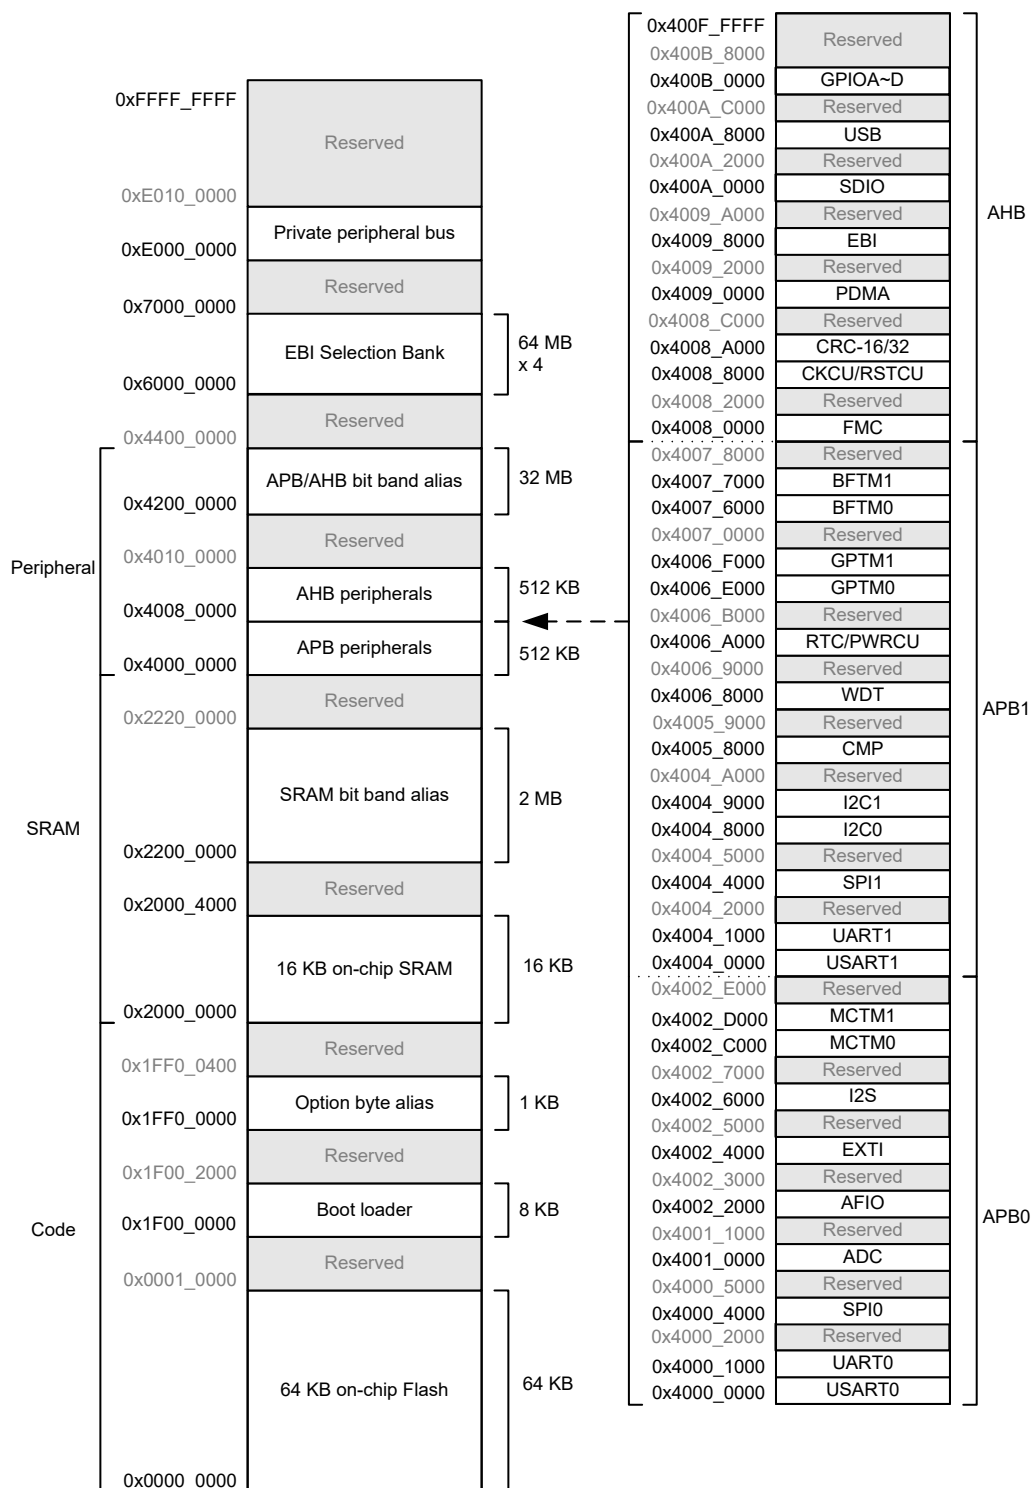 0xFFFF_FFFF
Reserved
0xE010_0000
Private peripheral bus
0xE000_0000
Reserved
0x7000_0000
EBI Selection Bank
64 MB
x 4
0x6000_0000
Reserved
0x4400_0000
APB/AHB bit band alias
32 MB
0x4200_0000
Reserved
0x4010_0000
Peripheral
AHB peripherals
512 KB
0x4008_0000
APB peripherals
512 KB
0x4000_0000
Reserved
0x2220_0000
SRAM bit band alias
2 MB
SRAM
0x2200_0000
Reserved
0x2000_4000
16 KB on-chip SRAM
16 KB
0x2000_0000
Reserved
0x1FF0_0400
Option byte alias
1 KB
0x1FF0_0000
Reserved
0x1F00_2000
Boot loader
8 KB
0x1F00_0000
Code
Reserved
0x0001_0000
64 KB on-chip Flash
64 KB
0x0000_0000
0x400F_FFFF
Reserved
0x400B_8000
0x400B_0000 GPIOA~D
0x400A_C000 Reserved
0x400A_8000 USB
0x400A_2000 Reserved
0x400A_0000 SDIO
0x4009_A000 Reserved
AHB
0x4009_8000 EBI
0x4009_2000 Reserved
0x4009_0000 PDMA
0x4008_C000 Reserved
0x4008_A000 CRC-16/32
0x4008_8000 CKCU/RSTCU
0x4008_2000 Reserved
0x4008_0000 FMC
0x4007_8000 Reserved
0x4007_7000 BFTM1
0x4007_6000 BFTM0
0x4007_0000 Reserved
0x4006_F000 GPTM1
0x4006_E000 GPTM0
0x4006_B000 Reserved
0x4006_A000 RTC/PWRCU
0x4006_9000 Reserved
0x4006_8000 WDT
APB1
0x4005_9000 Reserved
0x4005_8000 CMP
0x4004_A000 Reserved
0x4004_9000 I2C1
0x4004_8000 I2C0
0x4004_5000 Reserved
0x4004_4000 SPI1
0x4004_2000 Reserved
0x4004_1000 UART1
0x4004_0000 USART1
0x4002_E000 Reserved
0x4002_D000 MCTM1
0x4002_C000 MCTM0
0x4002_7000 Reserved
0x4002_6000 I2S
0x4002_5000 Reserved
0x4002_4000 EXTI
0x4002_3000 Reserved
0x4002_2000 AFIO
APB0
0x4001_1000 Reserved
0x4001_0000 ADC
0x4000_5000 Reserved
0x4000_4000 SPI0
0x4000_2000 Reserved
0x4000_1000 UART0
0x4000_0000 USART0